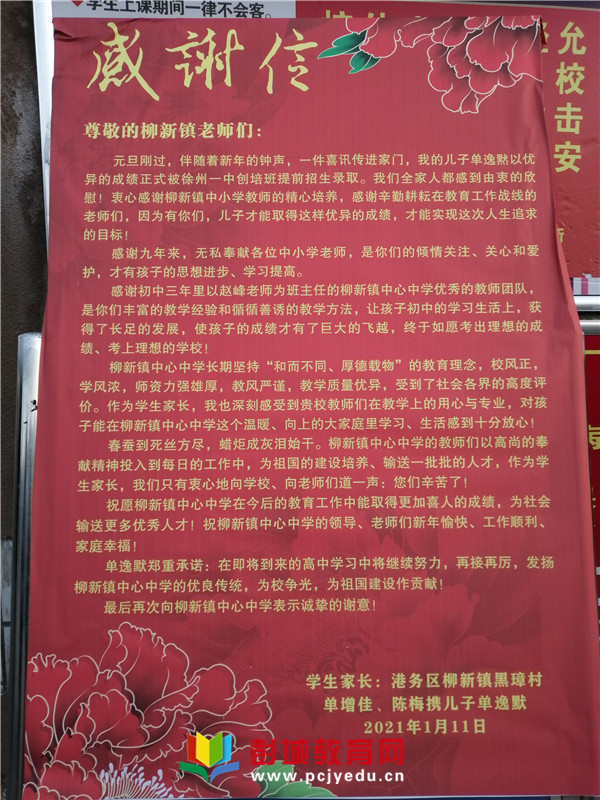 学生上课期间一律不会客。
允
校
击
安
感謝信
尊敬的柳新镇老师们：
元旦刚过，伴随着新年的钟声，一件喜讯传进家门，我的儿子单逸默以优
异的成绩正式被徐州一中创培班提前招生录取。我们全家人都感到由衷的欣
慰！衷心感谢柳新镇中小学教师的精心培养，感谢辛勤耕耘在教育工作战线的
老师们，因为有你们，儿子才能取得这样优异的成绩，才能实现这次人生追求
的目标！
感谢九年来，无私奉献各位中小学老师，是你们的倾情关注、关心和爱
护，才有孩子的思想进步、学习提高。
感谢初中三年里以赵峰老师为班主任的柳新镇中心中学优秀的教师团队，
是你们丰富的教学经验和循循善诱的教学方法，让孩子初中的学习生活上，获
得了长足的发展，使孩子的成绩才有了巨大的飞越，终于如愿考出理想的成
绩、考上理想的学校！
柳新镇中心中学长期坚持“和而不同、厚德载物”的教育理念，校风正，
学风浓，师资力强雄厚，教风严谨，教学质量优异，受到了社会各界的高度评
价。作为学生家长，我也深刻感受到贵校教师们在教学上的用心与专业，对孩
子能在柳新镇中心中学这个温暖、向上的大家庭里学习、生活感到十分放心！
春蚕到死丝方尽，蜡炬成灰泪始干。柳新镇中心中学的教师们以高尚的奉
献精神投入到每日的工作中，为祖国的建设培养、输送一批批的人才，作为学
生家长，我们只有衷心地向学校、向老师们道一声：您们辛苦了！
祝愿柳新镇中心中学在今后的教育工作中能取得更加喜人的成绩，为社会
输送更多优秀人才！祝柳新镇中心中学的领导、老师们新年愉快、工作顺利、
家庭幸福！
单逸默郑重承诺：在即将到来的高中学习中将继续努力，再接再厉，发扬
柳新镇中心中学的优良传统，为校争光，为祖国建设作贡献！
最后再次向柳新镇中心中学表示诚挚的谢意！
学生家长：港务区柳新镇黑璋村
单增佳、陈梅携儿子单逸默
2021年1月11日
彭城教育网
www.pcjyedu.cn